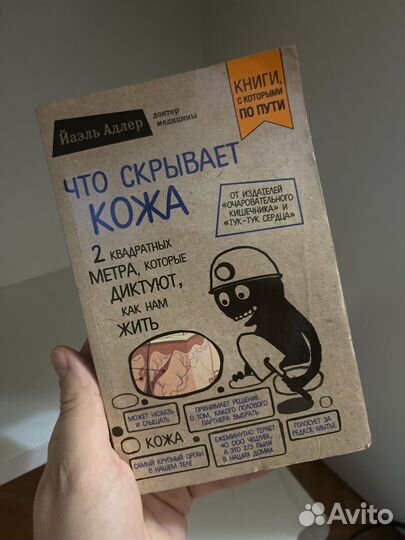 КНИГИ,
С КОТОРЫМИ
ПО ПУТИ
Йаэль Адлер
доктор
медицины
ЧТО СКРЫВАЕТ
КОЖА
ОТ ИЗДАТЕЛЕЙ
«ОЧАРОВАТЕЛЬНОГО
КИШЕЧНИКА» И
«ТУК-ТУК СЕРДЦА»
2 КВАДРАТНЫХ
МЕТРА, КОТОРЫЕ
ДИКТУЮТ,
КАК НАМ
ЖИТЬ
МОЖЕТ НЮХАТЬ
И СЛЫШАТЬ
ПРИНИМАЕТ РЕШЕНИЕ
О ТОМ, КАКОГО ПОЛОВОГО
ПАРТНЕРА ВЫБРАТЬ
КОЖА
САМЫЙ КРУПНЫЙ ОРГАН
В НАШЕМ ТЕЛЕ
ЕЖЕМИНУТНО ТЕРЯЕТ
40 000 ЧЕШУЕК,
А ЭТО 2/3 ПЫЛИ
В НАШИХ ДОМАХ
ГОЛОСУЕТ ЗА
РЕДКОЕ МЫТЬЕ
Avito